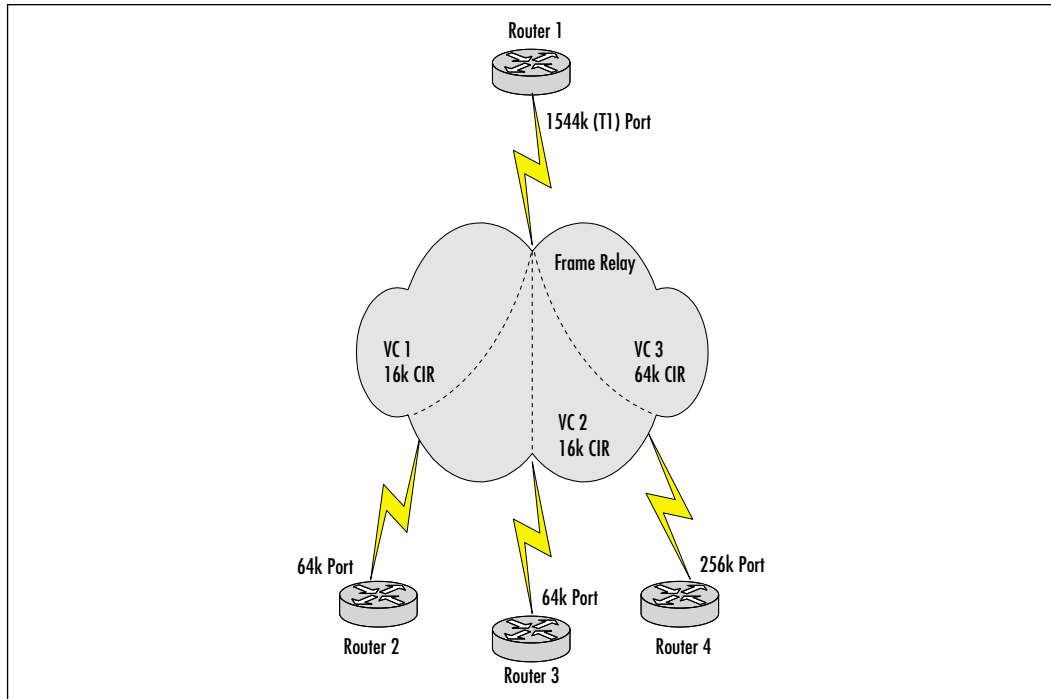 Router 1
1544k (T1) Port
Frame Relay
VC 1
16k CIR
VC 3
64k CIR
VC 2
16k CIR
64k Port
Router 2
64k Port
Router 3
256k Port
Router 4